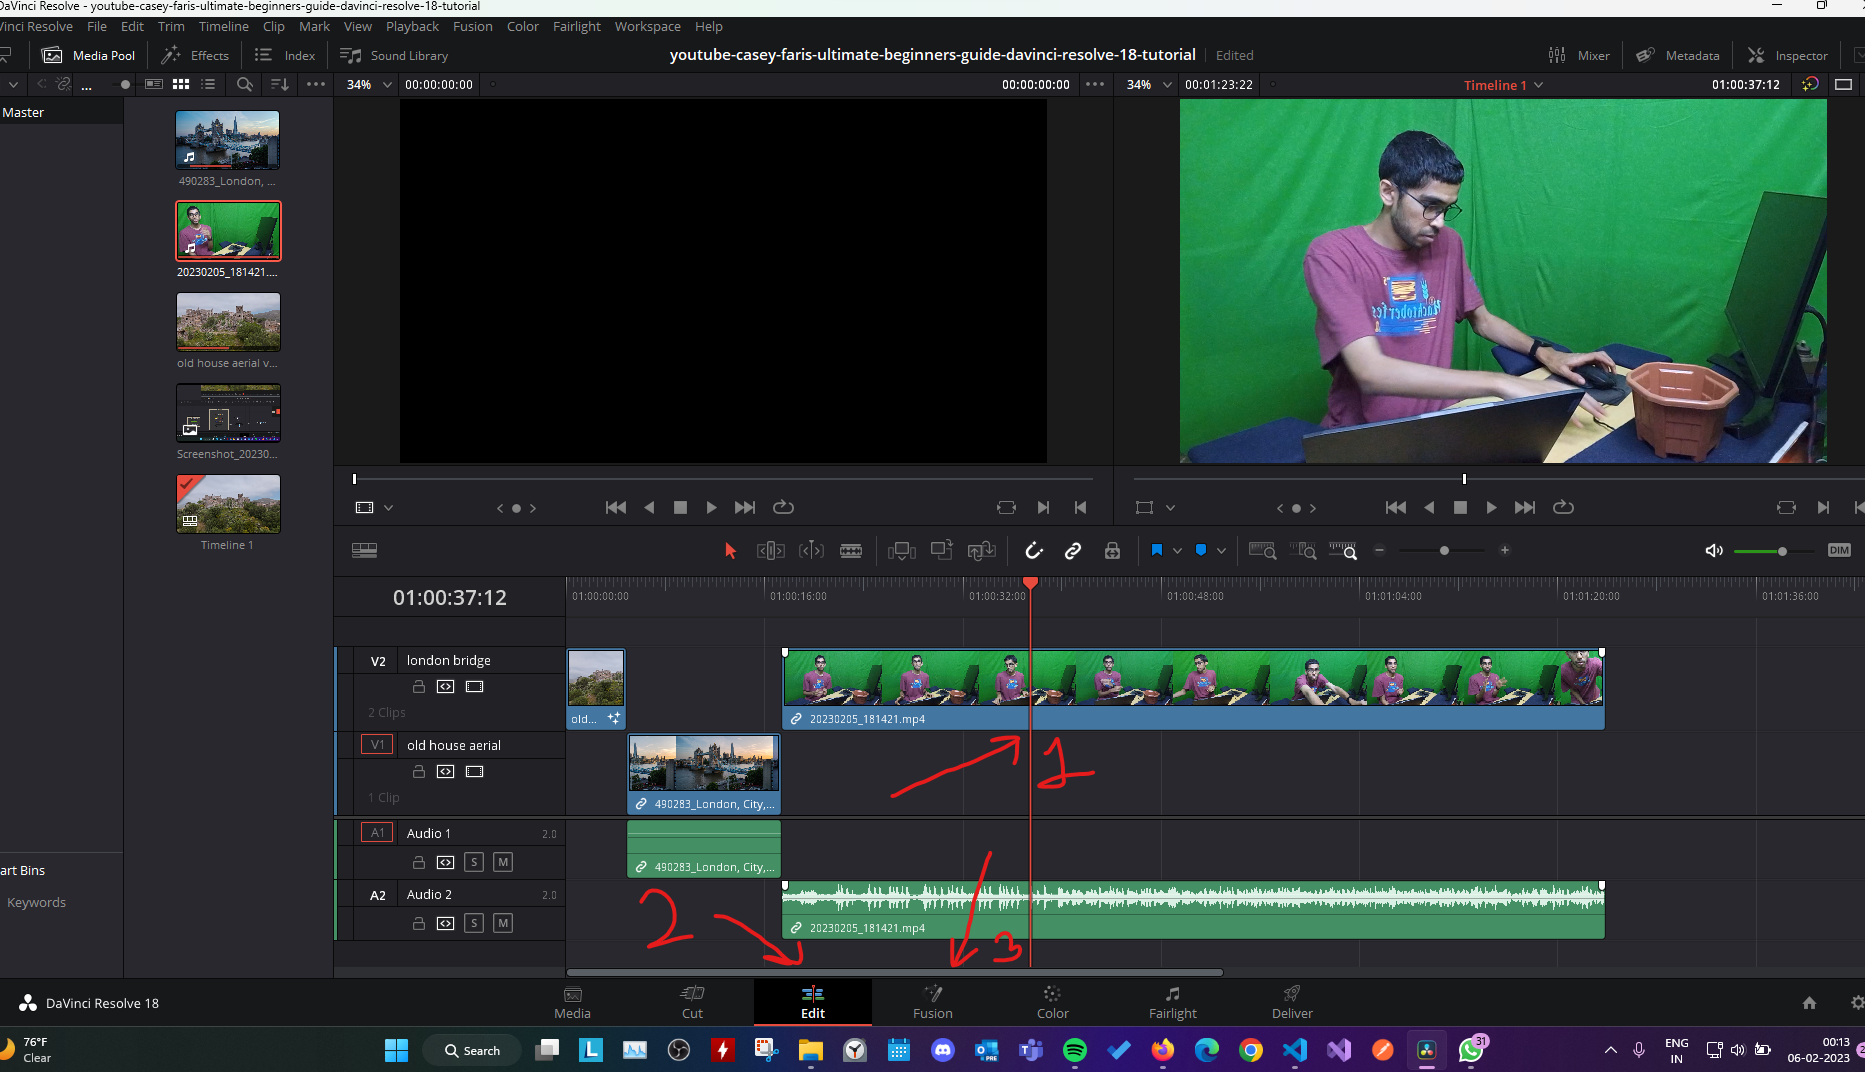 DaVinci Resolve - youtube-casey-faris-ultimate-beginners-guide-davinci-resolve-18-tutorial
Vinci Resolve File Edit Trim Timeline Clip Mark View Playback Fusion Color Fairlight Workspace Help
Media Pool Effects Index Sound Library youtube-casey-faris-ultimate-beginners-guide-davinci-resolve-18-tutorial Edited Mixer Metadata Inspector
... 34% 00:00:00:00 00:00:00:00 34% 00:01:23:22 Timeline 1 01:00:37:12
Master
490283_London, ...
20230205_181421....
old house aerial v...
Screenshot_20230...
Timeline 1
DIM
01:00:37:12 01:00:00:00 01:00:16:00 01:00:32:00 01:00:48:00 01:01:04:00 01:01:20:00 01:01:36:00
V2 london bridge
2 Clips old... 20230205_181421.mp4
V1 old house aerial
1
1 Clip 490283_London, City,...
A1 Audio 1 2.0
S M 490283_London, City,...
art Bins
A2 Audio 2 2.0
Keywords
S M 20230205_181421.mp4
2 3
DaVinci Resolve 18 Media Cut Edit Fusion Color Fairlight Deliver
76°F
Clear
Search
L
PRE
31
ENG
IN
00:13
06-02-2023